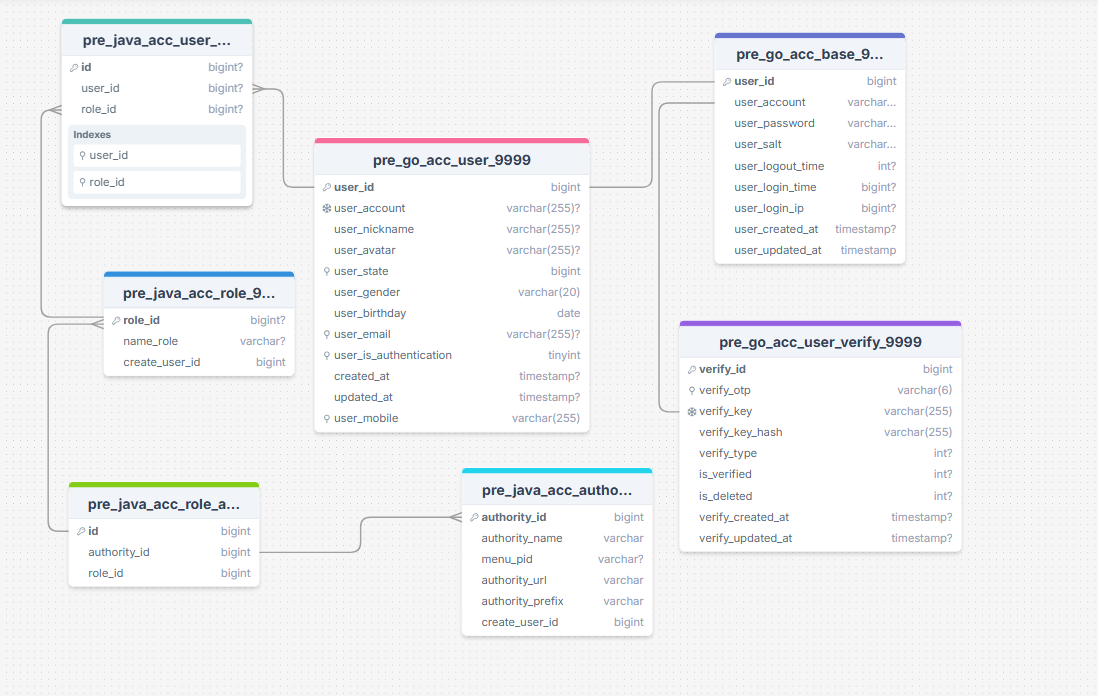 pre_java_acc_user_...
id bigint?
user_id bigint?
role_id bigint?
Indexes
user_id
role_id
pre_go_acc_user_9999
user_id bigint
user_account varchar(255)?
user_nickname varchar(255)?
user_avatar varchar(255)?
user_state bigint
user_gender varchar(20)
user_birthday date
user_email varchar(255)?
user_is_authentication tinyint
created_at timestamp?
updated_at timestamp?
user_mobile varchar(255)
pre_go_acc_base_9...
user_id bigint
user_account varchar...
user_password varchar...
user_salt varchar...
user_logout_time int?
user_login_time bigint?
user_login_ip bigint?
user_created_at timestamp?
user_updated_at timestamp
pre_java_acc_role_9...
role_id bigint?
name_role varchar?
create_user_id bigint
pre_go_acc_user_verify_9999
verify_id bigint
verify_otp varchar(6)
verify_key varchar(255)
verify_key_hash varchar(255)
verify_type int?
is_verified int?
is_deleted int?
verify_created_at timestamp?
verify_updated_at timestamp?
pre_java_acc_role_a...
id bigint
authority_id bigint
role_id bigint
pre_java_acc_autho...
authority_id bigint
authority_name varchar
menu_pid varchar?
authority_url varchar
authority_prefix varchar
create_user_id bigint